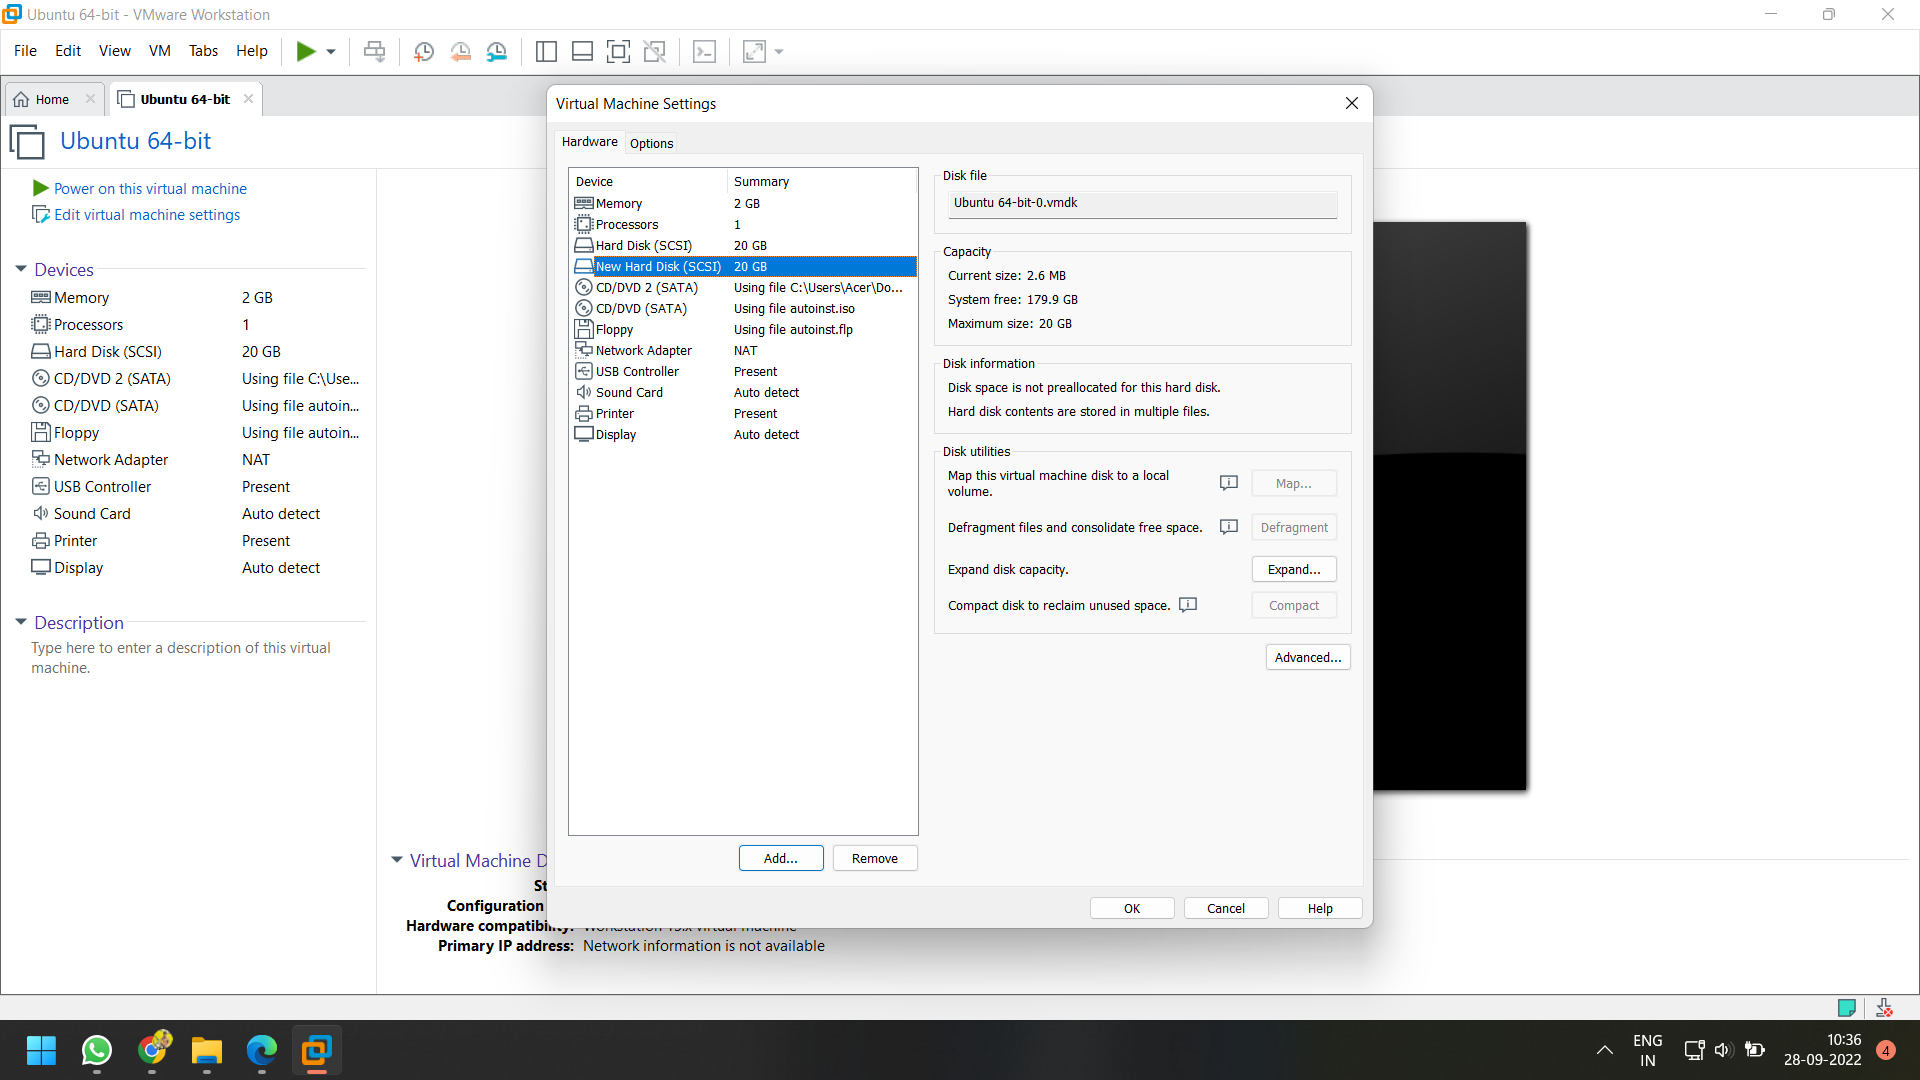 Ubuntu 64-bit - VMware Workstation
File Edit View VM Tabs Help
Home
Ubuntu 64-bit
Ubuntu 64-bit
Power on this virtual machine
Edit virtual machine settings
Devices
Memory 2 GB
Processors 1
Hard Disk (SCSI) 20 GB
CD/DVD 2 (SATA) Using file C:\Use...
CD/DVD (SATA) Using file autoin...
Floppy Using file autoin...
Network Adapter NAT
USB Controller Present
Sound Card Auto detect
Printer Present
Display Auto detect
Description
Type here to enter a description of this virtual
machine.
Virtual Machine Settings
Hardware Options
Device Summary
Memory 2 GB
Processors 1
Hard Disk (SCSI) 20 GB
New Hard Disk (SCSI) 20 GB
CD/DVD 2 (SATA) Using file C:\Users\Acer\Do...
CD/DVD (SATA) Using file autoinst.iso
Floppy Using file autoinst.flp
Network Adapter NAT
USB Controller Present
Sound Card Auto detect
Printer Present
Display Auto detect
Add... Remove
Disk file
Ubuntu 64-bit-0.vmdk
Capacity
Current size: 2.6 MB
System free: 179.9 GB
Maximum size: 20 GB
Disk information
Disk space is not preallocated for this hard disk.
Hard disk contents are stored in multiple files.
Disk utilities
Map this virtual machine disk to a local
volume.
Map...
Defragment files and consolidate free space. Defragment
Expand disk capacity. Expand...
Compact disk to reclaim unused space. Compact
Advanced...
OK Cancel Help
Virtual Machine D
St
Configuration
Hardware compatibility:
Primary IP address: Network information is not available
ENG
IN
10:36
28-09-2022
4